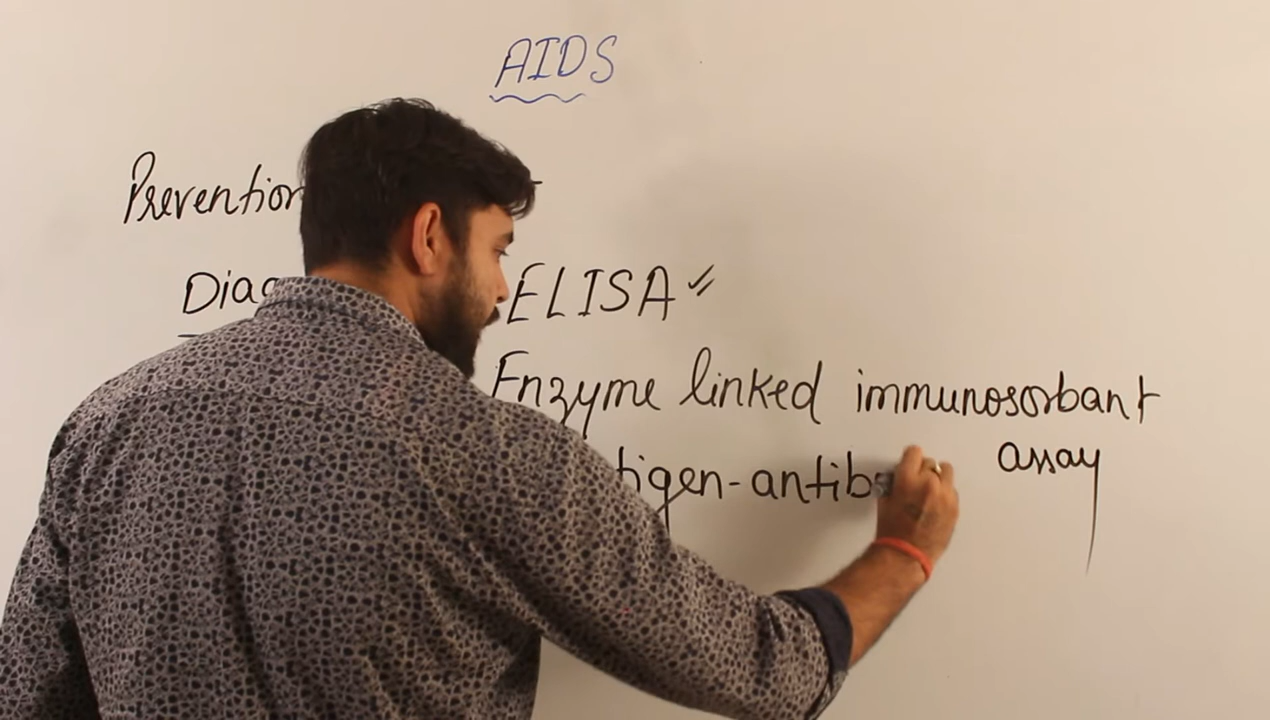 AIDS
Prevention
Diag
ELISA
Enzyme linked immunosorbant
assay
tigen-antib